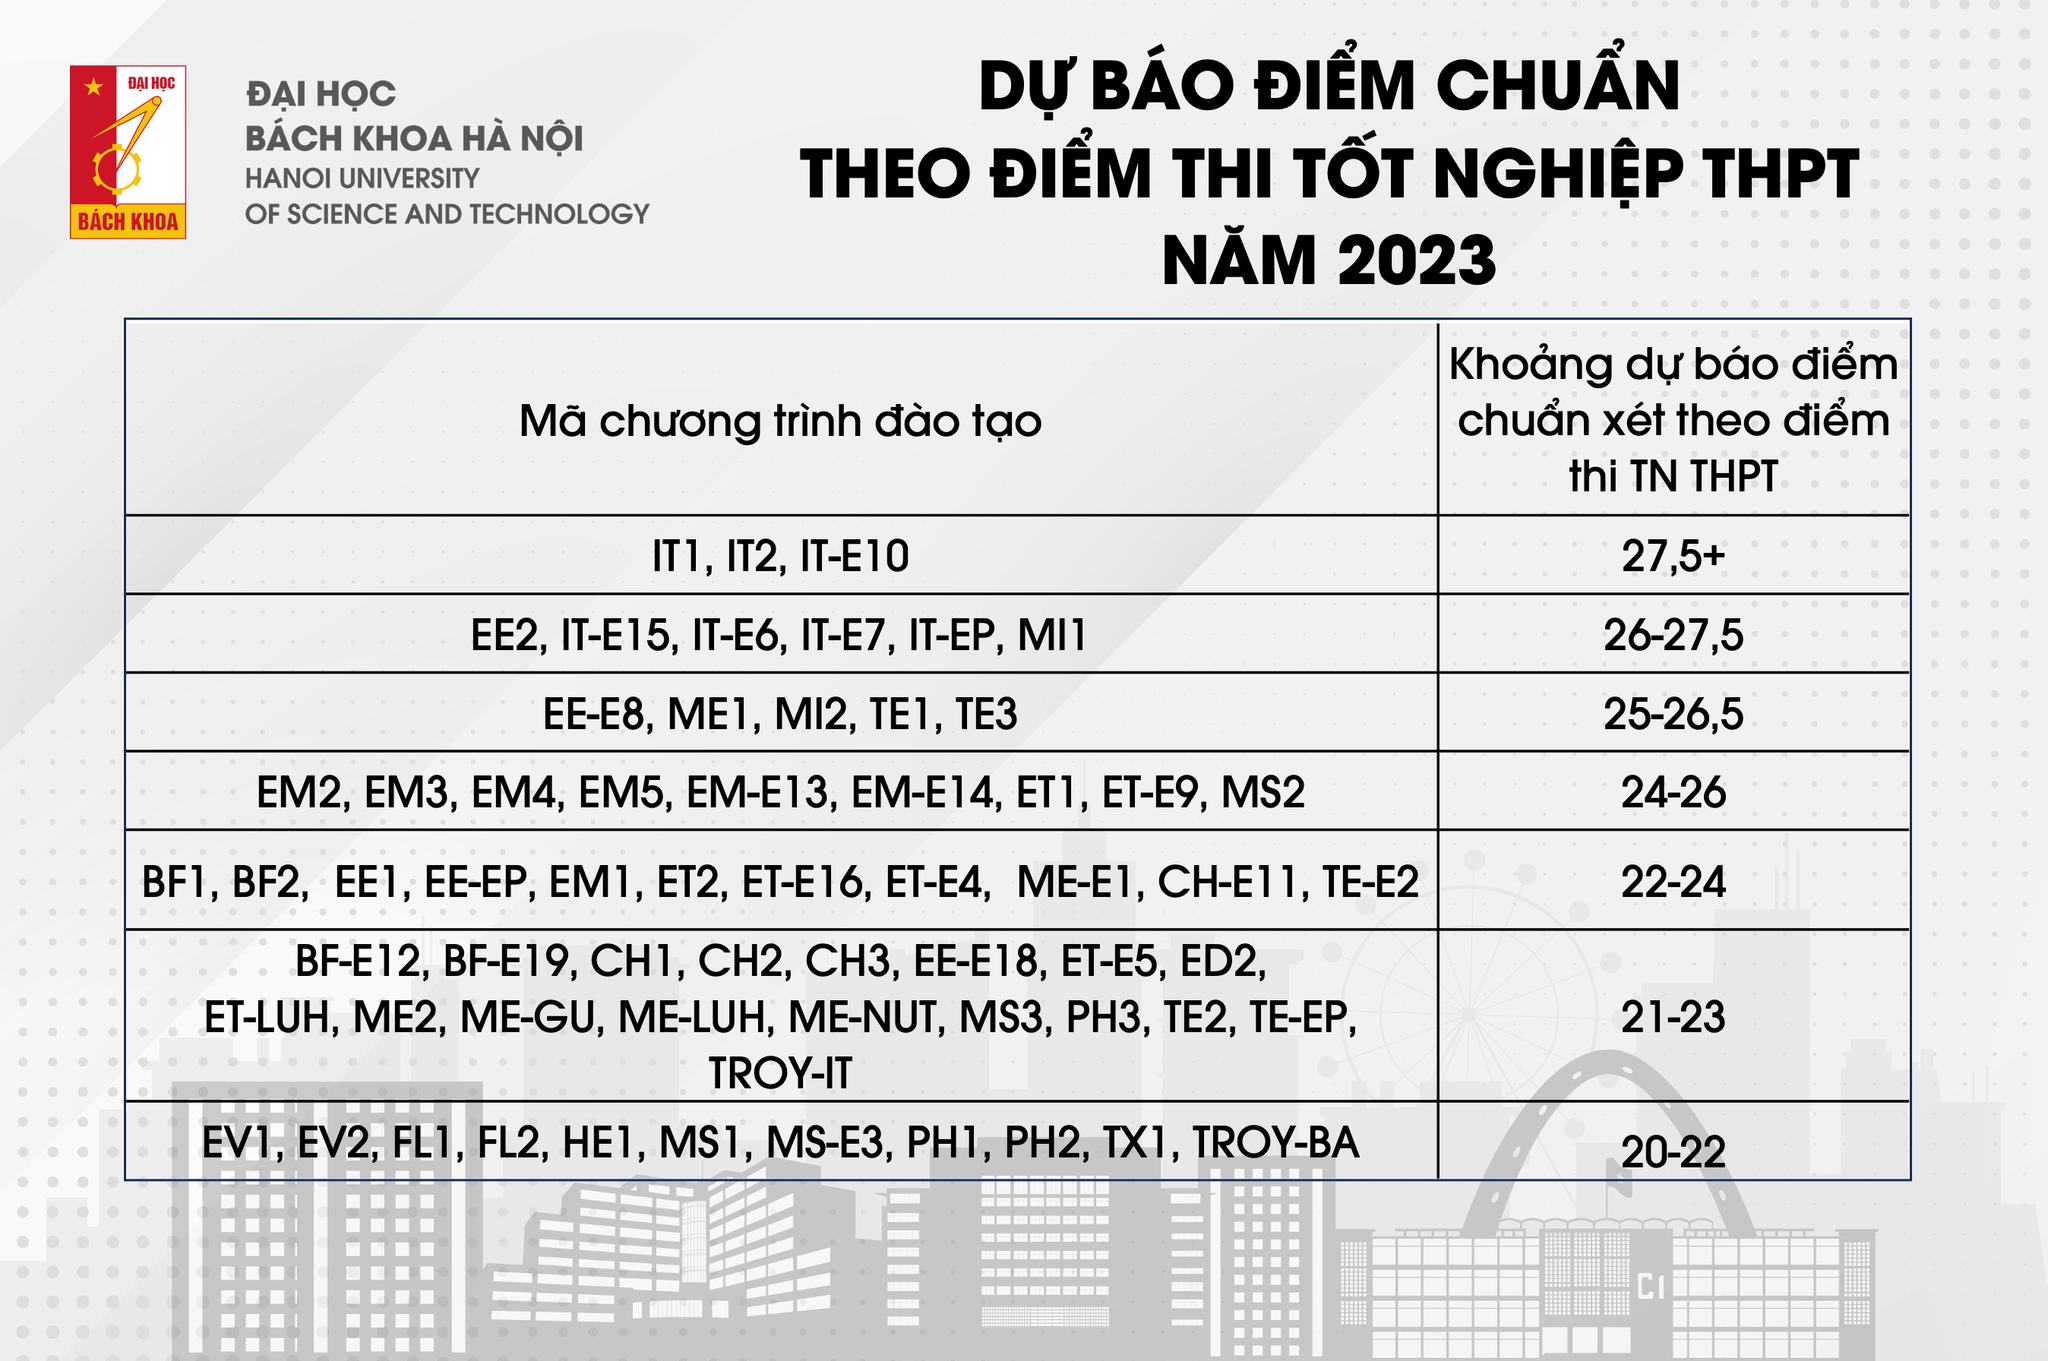 ĐẠI HỌC
BÁCH KHOA
ĐẠI HỌC
BÁCH KHOA HÀ NỘI
HANOI UNIVERSITY
OF SCIENCE AND TECHNOLOGY
DỰ BÁO ĐIỂM CHUẨN
THEO ĐIỂM THI TỐT NGHIỆP THPT
NĂM 2023
Mã chương trình đào tạo
Khoảng dự báo điểm
chuẩn xét theo điểm
thi TN THPT
IT1, IT2, IT-E10
27,5+
EE2, IT-E15, IT-E6, IT-E7, IT-EP, MI1
26-27,5
EE-E8, ME1, MI2, TE1, TE3
25-26,5
EM2, EM3, EM4, EM5, EM-E13, EM-E14, ET1, ET-E9, MS2
24-26
BF1, BF2, EE1, EE-EP, EM1, ET2, ET-E16, ET-E4, ME-E1, CH-E11, TE-E2
22-24
BF-E12, BF-E19, CH1, CH2, CH3, EE-E18, ET-E5, ED2,
ET-LUH, ME2, ME-GU, ME-LUH, ME-NUT, MS3, PH3, TE2, TE-EP,
TROY-IT
21-23
EV1, EV2, FL1, FL2, HE1, MS1, MS-E3, PH1, PH2, TX1, TROY-BA
20-22
C1